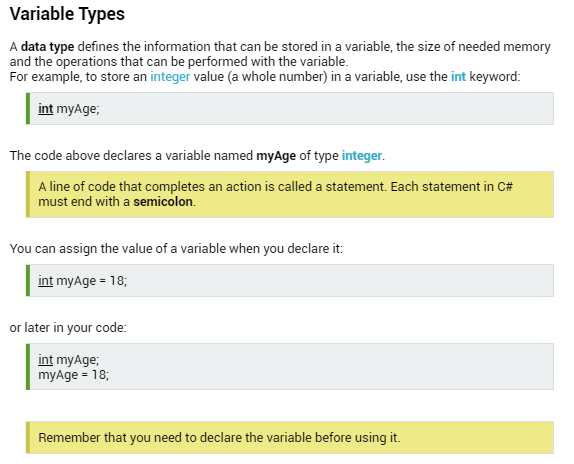 Variable Types
A data type defines the information that can be stored in a variable, the size of needed memory
and the operations that can be performed with the variable.
For example, to store an integer value (a whole number) in a variable, use the int keyword:
int myAge;
The code above declares a variable named myAge of type integer.
A line of code that completes an action is called a statement. Each statement in C#
must end with a semicolon.
You can assign the value of a variable when you declare it:
int myAge = 18;
or later in your code:
int myAge;
myAge = 18;
Remember that you need to declare the variable before using it.